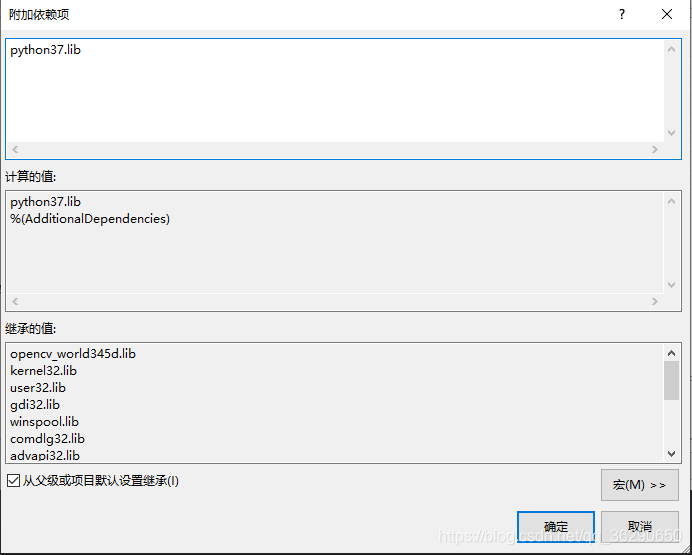 附加依赖项
python37.lib
计算的值:
python37.lib
%(AdditionalDependencies)
继承的值:
opencv_world345d.lib
kernel32.lib
user32.lib
gdi32.lib
winspool.lib
comdlg32.lib
advapi32.lib
从父级或项目默认设置继承(I)
宏(M) >>
确定
取消
https://blog.csdn.net/qq_36290650